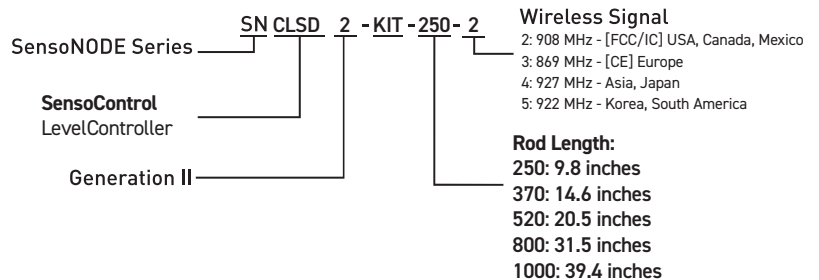 SN CLSD 2 - KIT - 250 - 2
SensoNODE Series
SensoControl
LevelController
Generation II
Wireless Signal
2: 908 MHz - [FCC/IC] USA, Canada, Mexico
3: 869 MHz - [CE] Europe
4: 927 MHz - Asia, Japan
5: 922 MHz - Korea, South America
Rod Length:
250: 9.8 inches
370: 14.6 inches
520: 20.5 inches
800: 31.5 inches
1000: 39.4 inches